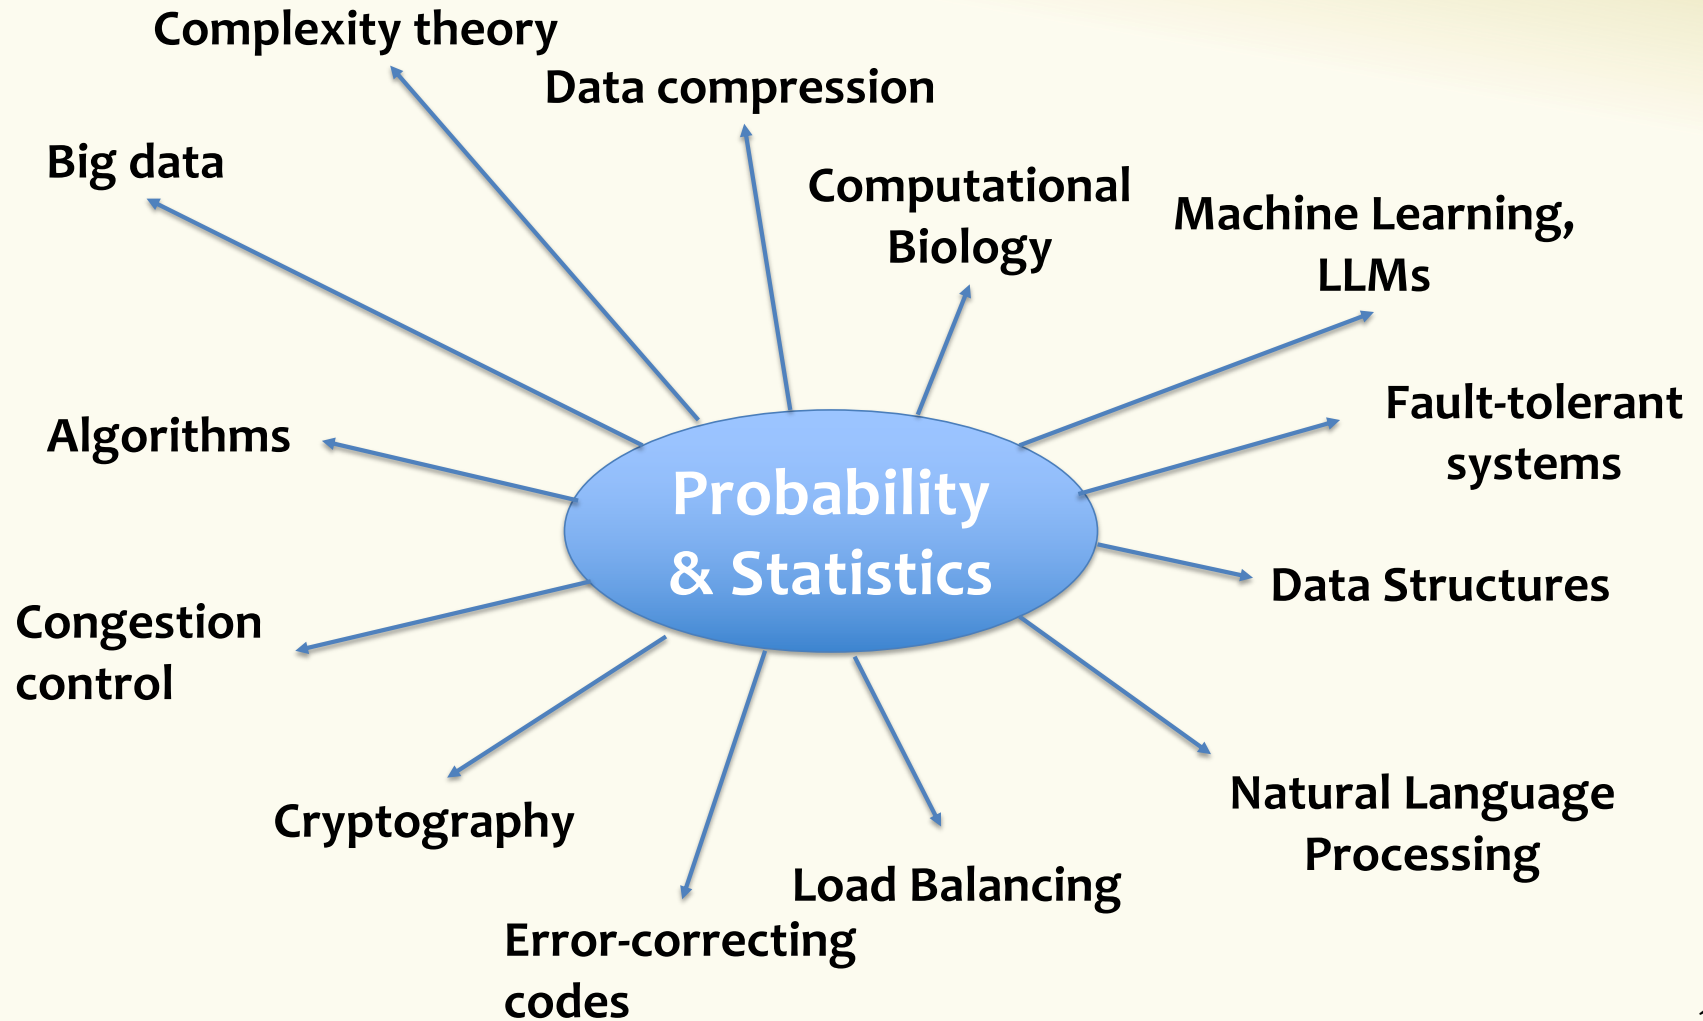 Complexity theory
Data compression
Big data
Computational
Biology
Machine Learning,
LLMs
Algorithms
Fault-tolerant
systems
Probability
& Statistics
Data Structures
Congestion
control
Cryptography
Natural Language
Processing
Load Balancing
Error-correcting
codes